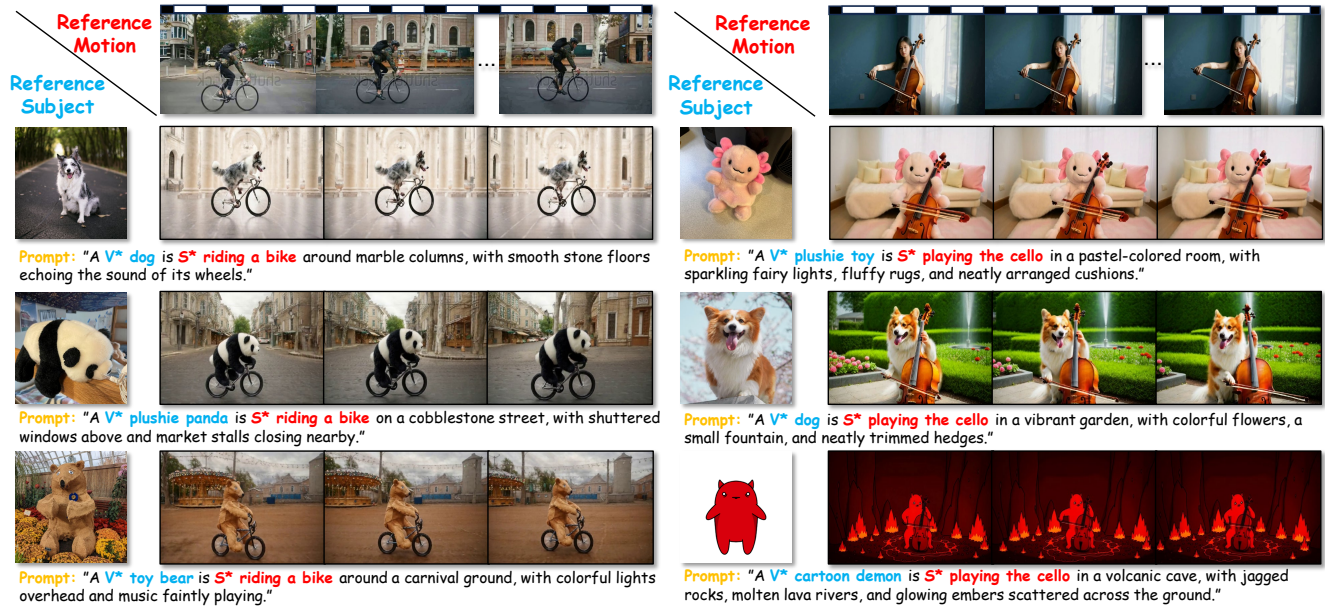 Reference
Motion
Reference
Subject
...
Prompt: "A V* dog is S* riding a bike around marble columns, with smooth stone floors
echoing the sound of its wheels."
Prompt: "A V* plushie panda is S* riding a bike on a cobblestone street, with shuttered
windows above and market stalls closing nearby."
Prompt: "A V* toy bear is S* riding a bike around a carnival ground, with colorful lights
overhead and music faintly playing."
Reference
Motion
Reference
Subject
...
Prompt: "A V* plushie toy is S* playing the cello in a pastel-colored room, with
sparkling fairy lights, fluffy rugs, and neatly arranged cushions."
Prompt: "A V* dog is S* playing the cello in a vibrant garden, with colorful flowers, a
small fountain, and neatly trimmed hedges."
Prompt: "A V* cartoon demon is S* playing the cello in a volcanic cave, with jagged
rocks, molten lava rivers, and glowing embers scattered across the ground."